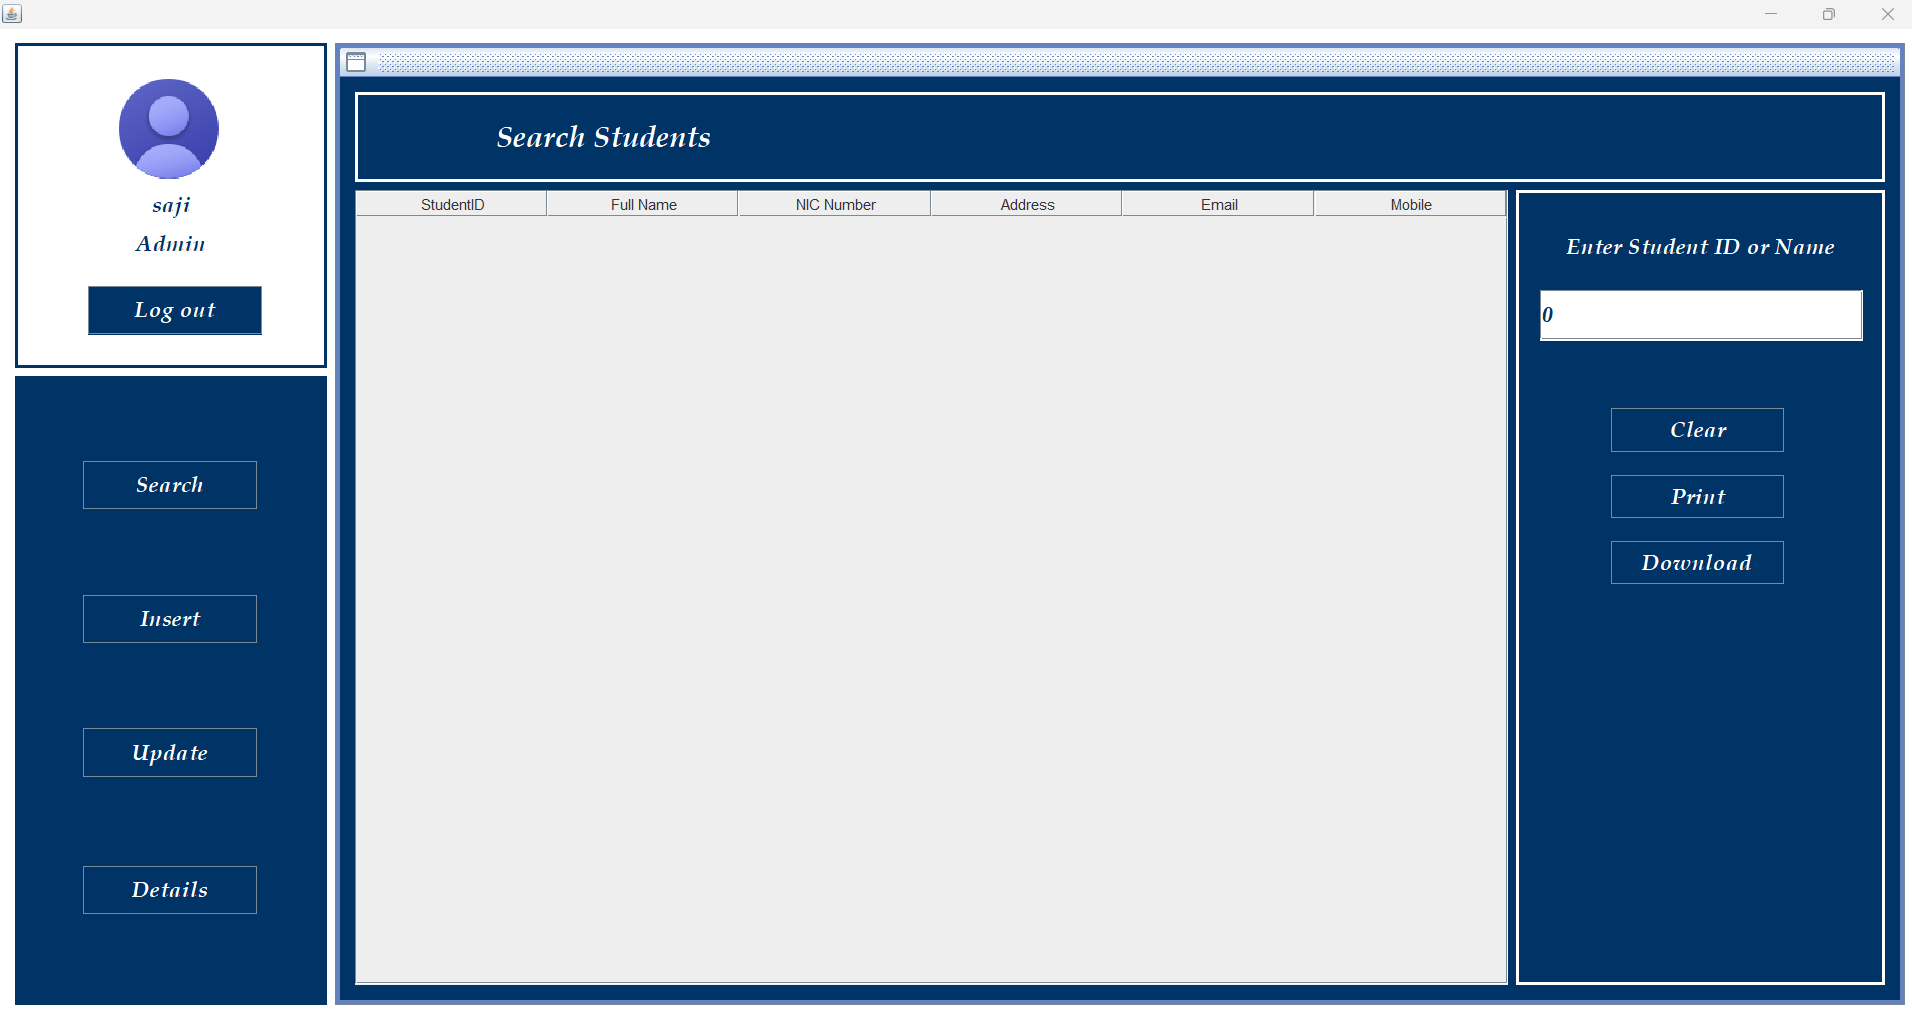 saji
Admin
Log out
Search
Insert
Update
Details
Search Students
StudentID Full Name NIC Number Address Email Mobile
Enter Student ID or Name
0
Clear
Print
Download